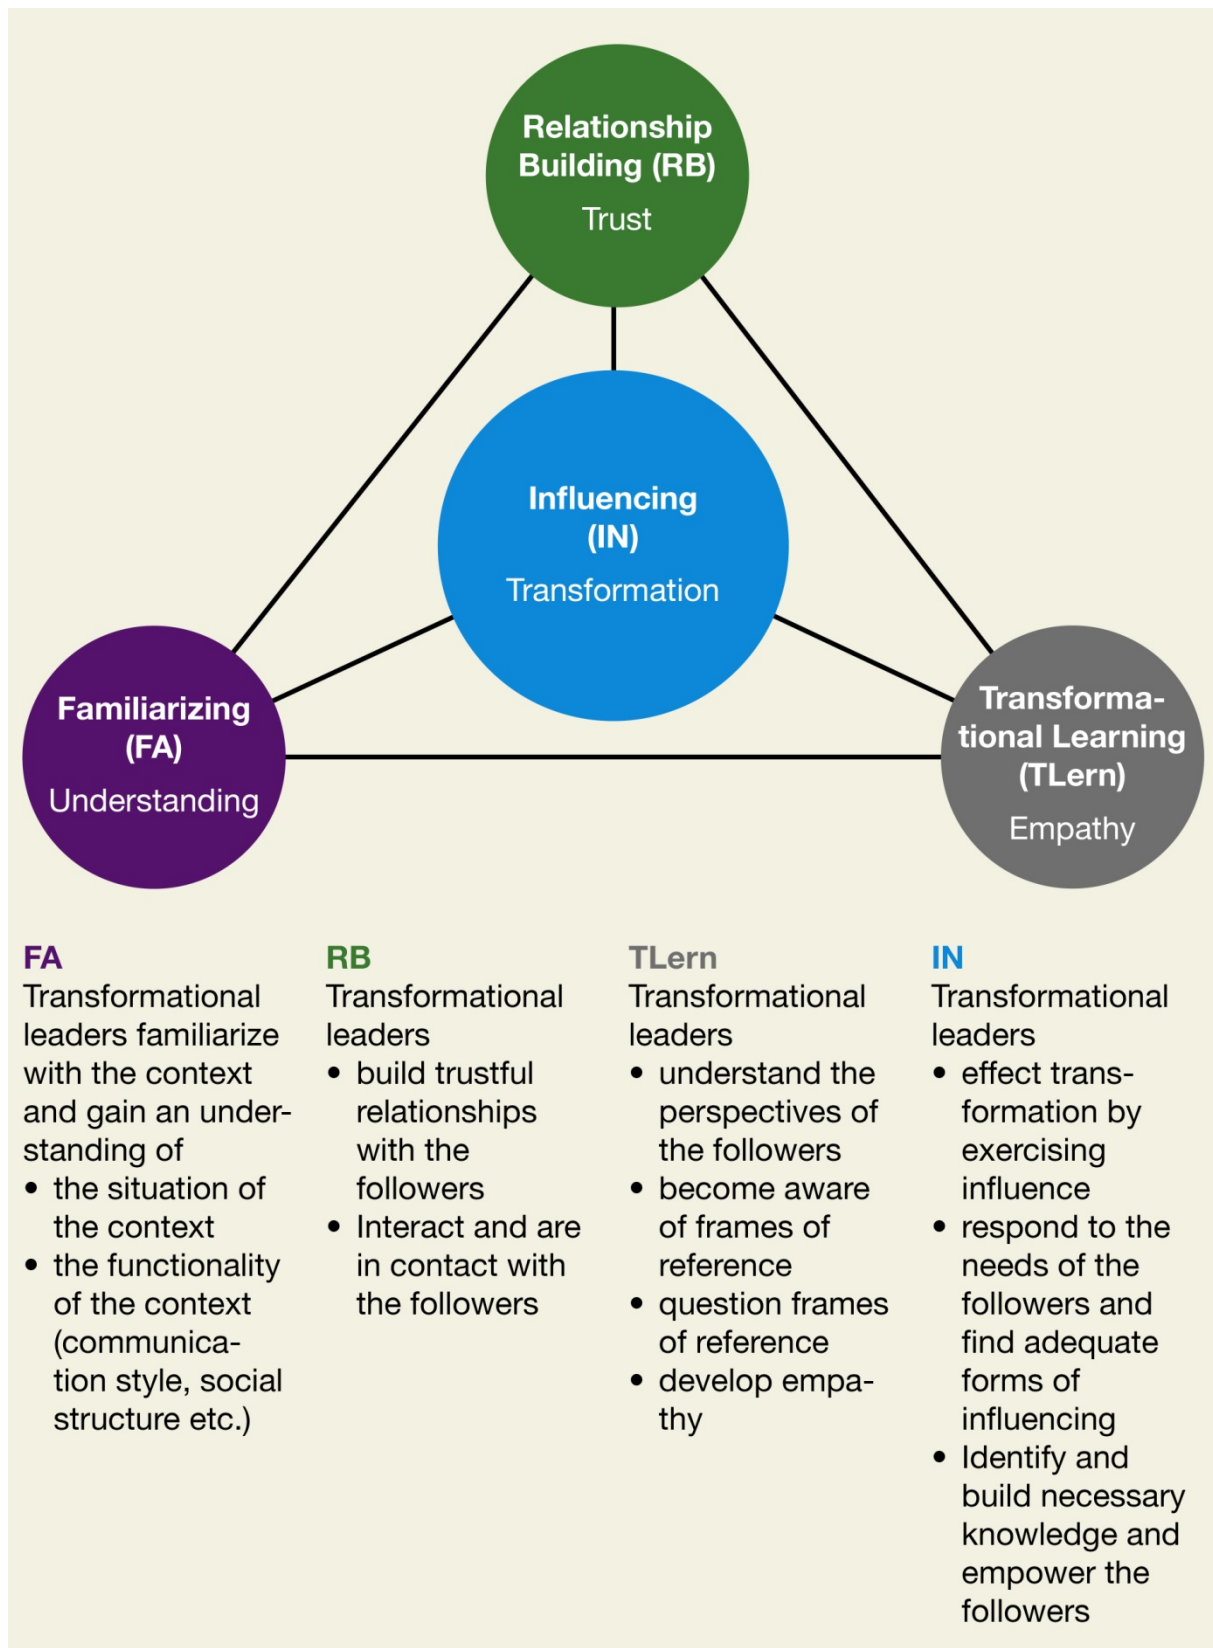 Relationship
Building (RB)
Trust
Influencing
(IN)
Transformation
Familiarizing
(FA)
Understanding
Transforma-
tional Learning
(TLern)
Empathy
FA
Transformational
leaders familiarize
with the context
and gain an under-
standing of
• the situation of
the context
• the functionality
of the context
(communica-
tion style, social
structure etc.)
RB
Transformational
leaders
• build trustful
relationships
with the
followers
• Interact and are
in contact with
the followers
TLern
Transformational
leaders
• understand the
perspectives of
the followers
• become aware
of frames of
reference
• question frames
of reference
• develop empa-
thy
IN
Transformational
leaders
• effect trans-
formation by
exercising
influence
• respond to the
needs of the
followers and
find adequate
forms of
influencing
• Identify and
build necessary
knowledge and
empower the
followers